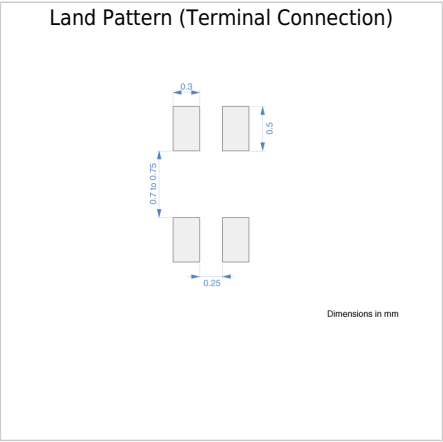 Land Pattern (Terminal Connection)
0.3
0.5
0.7 to 0.75
0.25
Dimensions in mm